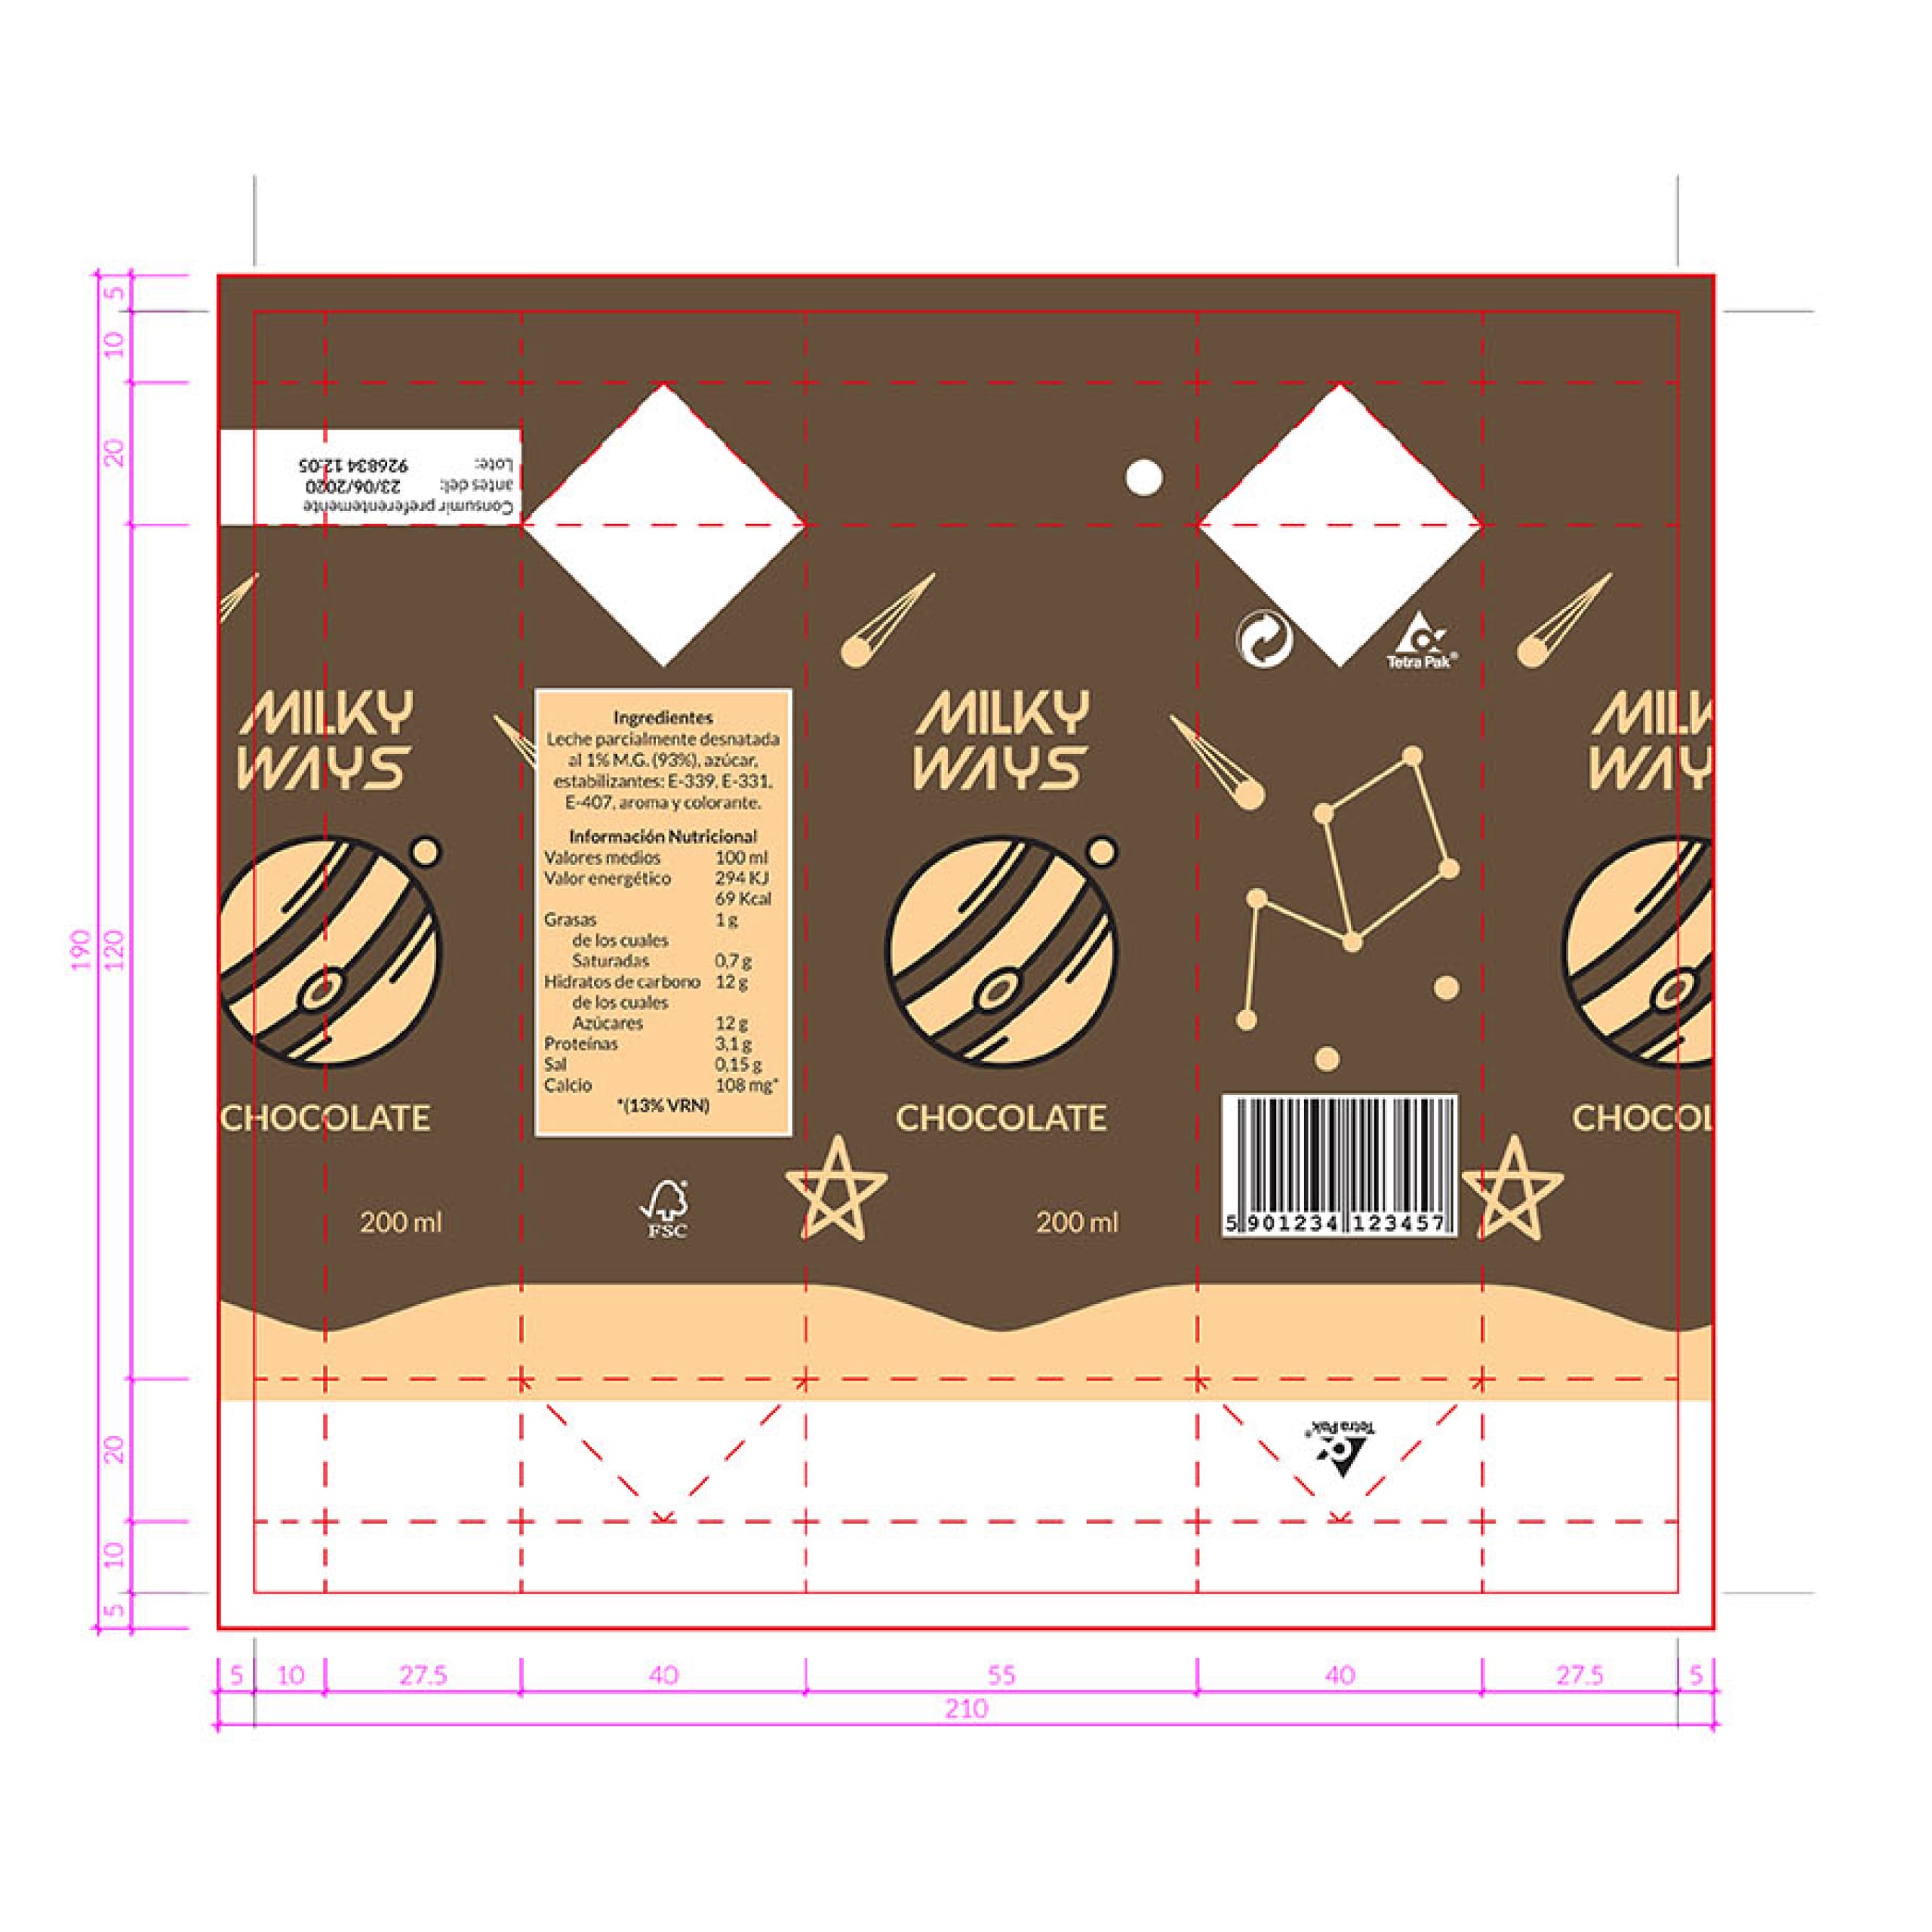 5
10
20
190
120
20
10
5
Consumir preferentemente
antes del: 23/06/2020
Lote: 926834 12:05
MILKY
WAYS
CHOCOLATE
200 ml
Ingredientes
Leche parcialmente desnatada
al 1% M.G. (93%), azúcar,
estabilizantes: E-339, E-331,
E-407, aroma y colorante.
Información Nutricional
Valores medios 100 ml
Valor energético 294 KJ
69 Kcal
Grasas 1 g
de los cuales
Saturadas 0,7 g
Hidratos de carbono 12 g
de los cuales
Azúcares 12 g
Proteínas 3,1 g
Sal 0,15 g
Calcio 108 mg*
*(13% VRN)
FSC
MILKY
WAYS
CHOCOLATE
200 ml
Tetra Pak®
5 901234 123457
MILK
WAY
CHOCOL
Tetra Pak®
5 10 27.5 40 55 40 27.5 5
210